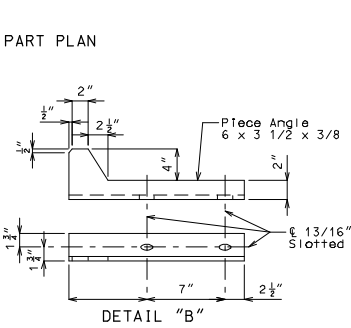 PART PLAN
2"
1/2"
2 1/2"
Piece Angle
6 x 3 1/2 x 3/8
1/2"
4"
2"
1 3/4"
1 3/4"
℄ 13/16"
Slotted
7"
2 1/2"
DETAIL "B"